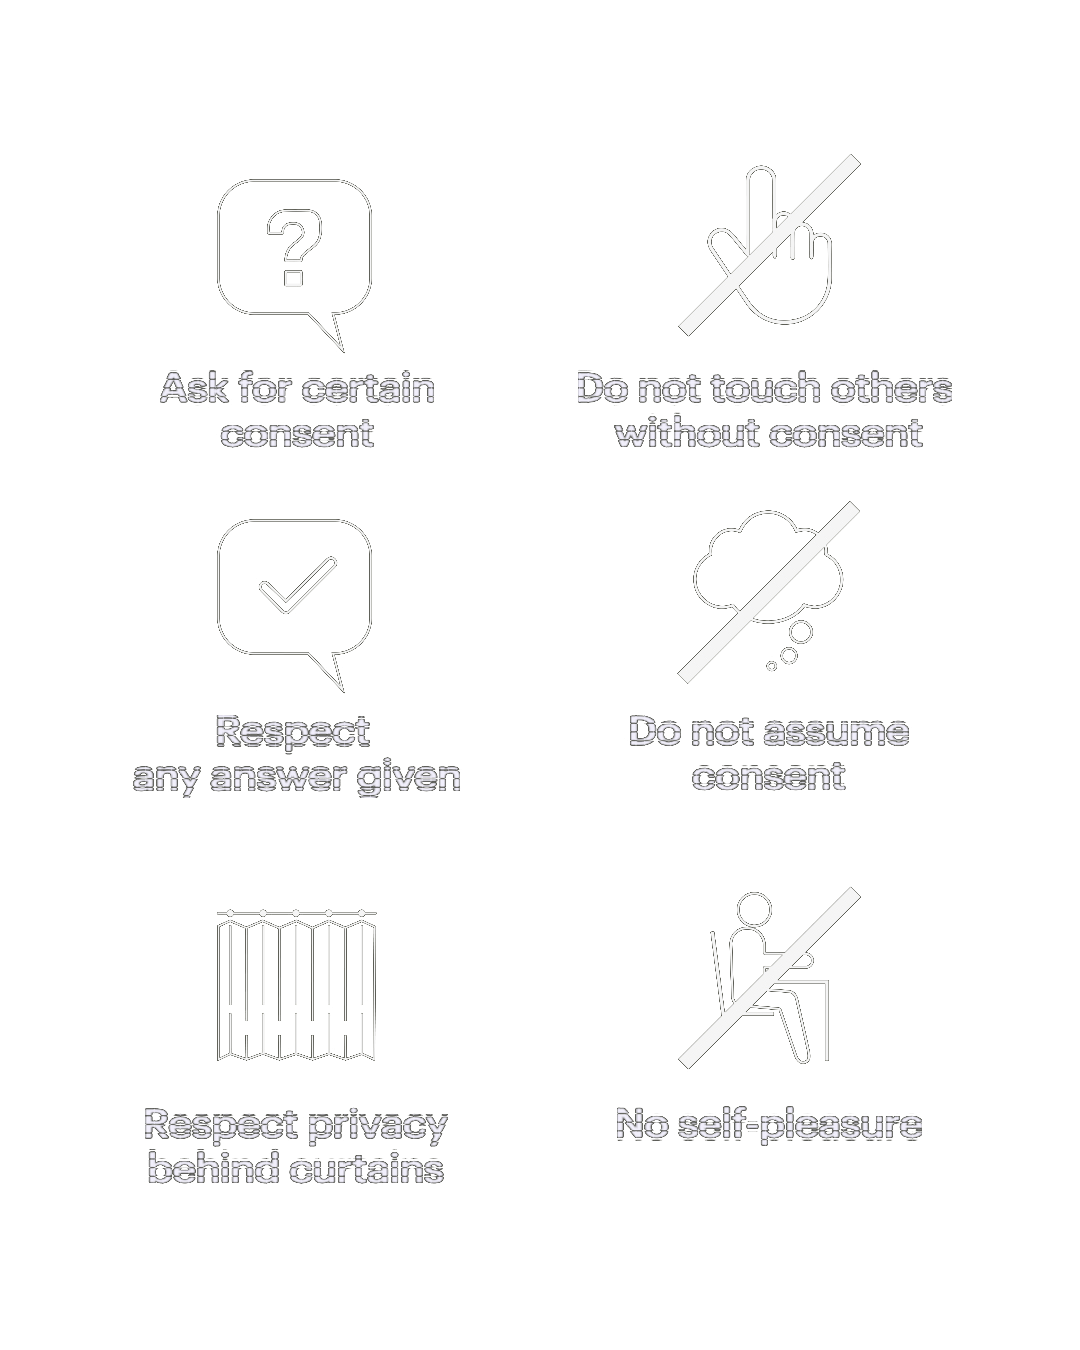 Ask for certain
consent
Do not touch others
without consent
Respect
any answer given
Do not assume
consent
Respect privacy
behind curtains
No self-pleasure